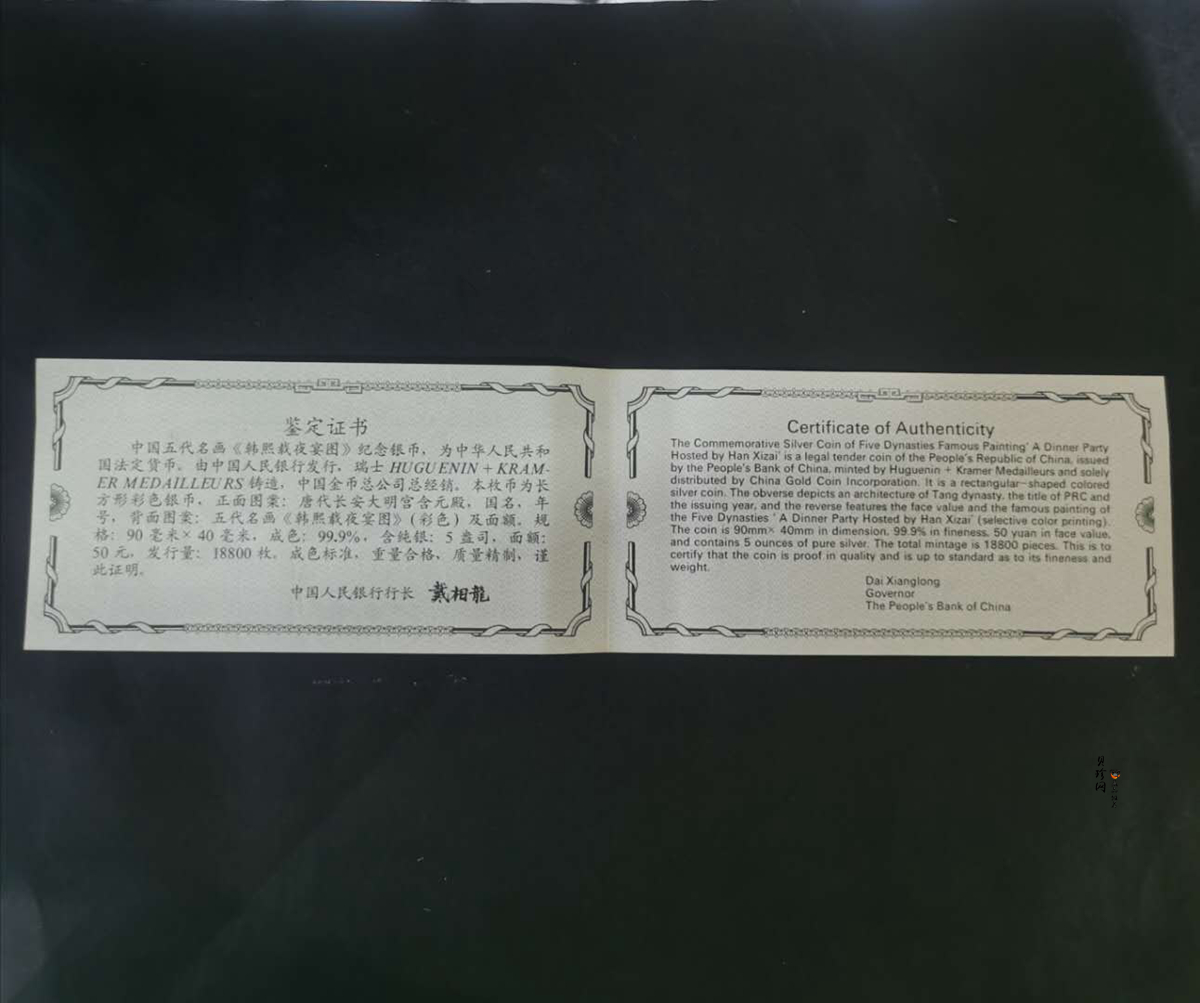 鉴定证书
中国五代名画《韩熙载夜宴图》纪念银币，为中华人民共和
国法定货币。由中国人民银行发行，瑞士 HUGUENIN+KRAM-
ER MEDAILLEURS 铸造，中国金币总公司总经销。本枚币为长
方形彩色银币，正面图案：唐代长安大明宫含元殿，国名，年
号，背面图案：五代名画《韩熙载夜宴图》(彩色)及面额。规
格：90 毫米×40 毫米，成色：99.9%，含纯银：5 盎司，面额：
50 元，发行量：18800 枚。成色标准，重量合格，质量精制，谨
此证明。
中国人民银行行长 戴相龍
Certificate of Authenticity
The Commemorative Silver Coin of Five Dynasties Famous Painting' A Dinner Party
Hosted by Han Xizai' is a legal tender coin of the People's Republic of China, issued
by the People's Bank of China, minted by Huguenin + Kramer Medailleurs and solely
distributed by China Gold Coin Incorporation. It is a rectangular-shaped colored
silver coin. The obverse depicts an architecture of Tang dynasty, the title of PRC and
the issuing year, and the reverse features the face value and the famous painting of
the Five Dynasties ' A Dinner Party Hosted by Han Xizai' (selective color printing).
The coin is 90mm× 40mm in dimension, 99.9% in fineness, 50 yuan in face value,
and contains 5 ounces of pure silver. The total mintage is 18800 pieces. This is to
certify that the coin is proof in quality and is up to standard as to its fineness and
weight.
Dai Xianglong
Governor
The People's Bank of China